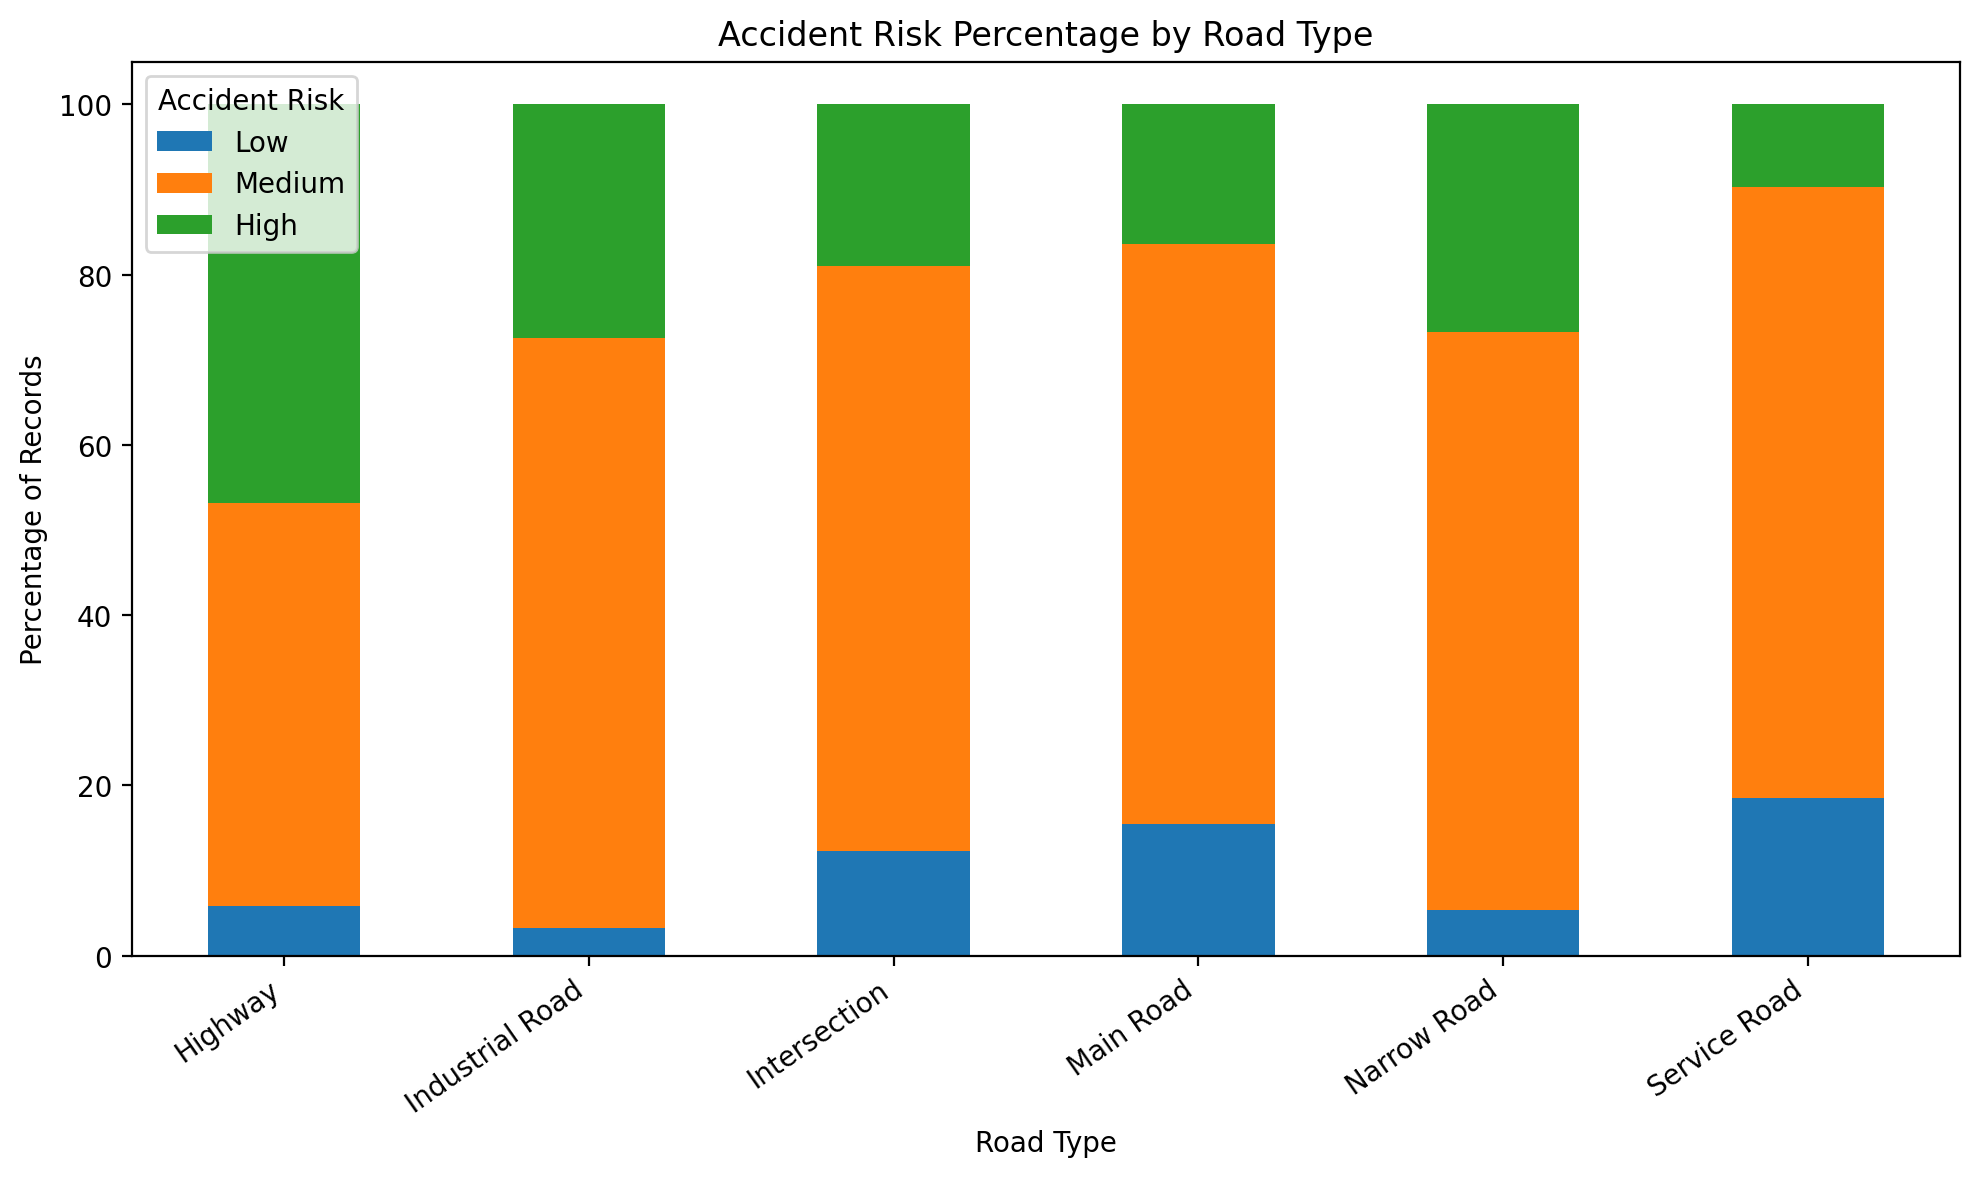 Accident Risk Percentage by Road Type
Accident Risk
Low
Medium
High
Percentage of Records
100
80
60
40
20
0
Highway
Industrial Road
Intersection
Main Road
Narrow Road
Service Road
Road Type